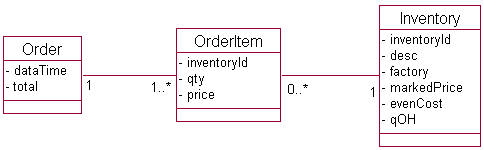 Order
- dataTime
- total
1
1..*
OrderItem
- inventoryId
- qty
- price
0..*
1
Inventory
- inventoryId
- desc
- factory
- markedPrice
- evenCost
- qOH